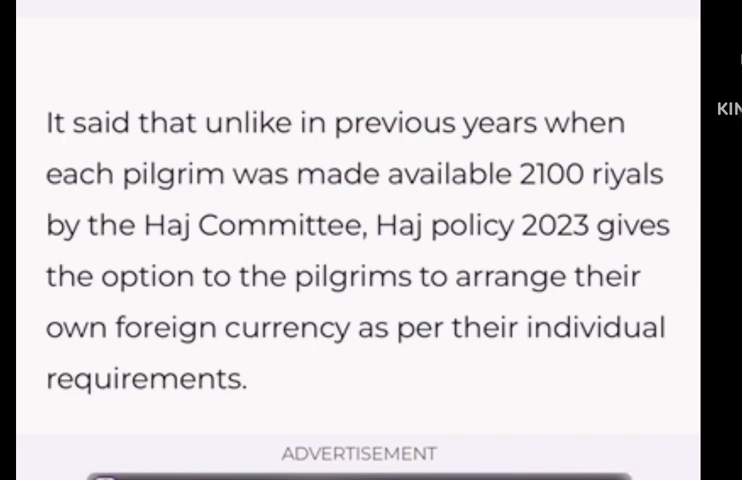 It said that unlike in previous years when
each pilgrim was made available 2100 riyals
by the Haj Committee, Haj policy 2023 gives
the option to the pilgrims to arrange their
own foreign currency as per their individual
requirements.
ADVERTISEMENT